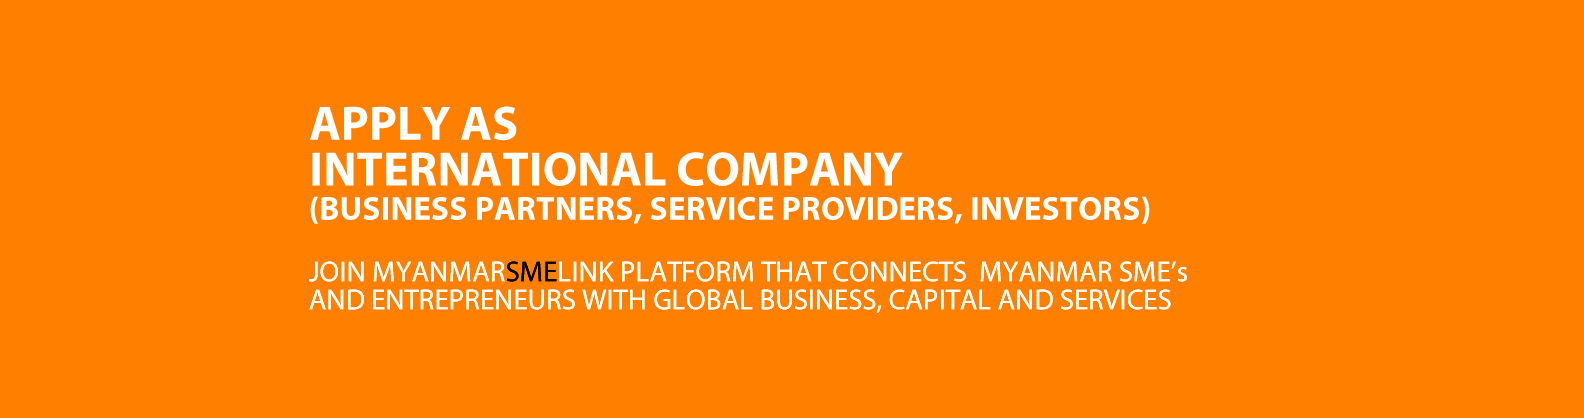 APPLY AS
INTERNATIONAL COMPANY
(BUSINESS PARTNERS, SERVICE PROVIDERS, INVESTORS)
JOIN MYANMARSMELINK PLATFORM THAT CONNECTS  MYANMAR SME’s
AND ENTREPRENEURS WITH GLOBAL BUSINESS, CAPITAL AND SERVICES